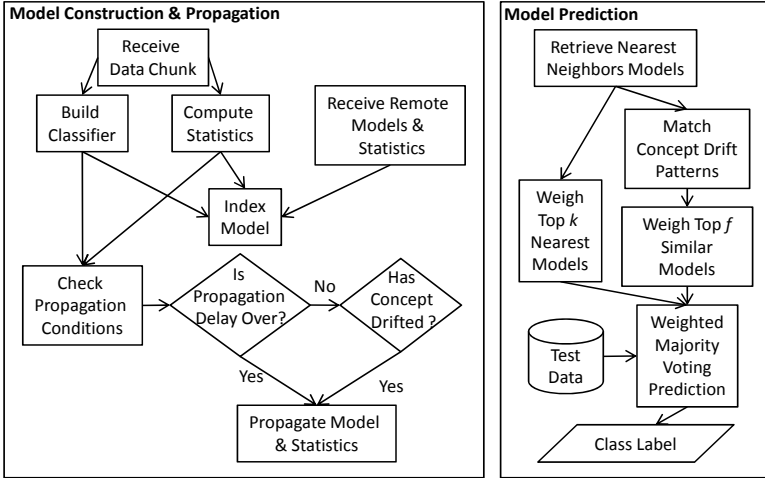 Model Construction & Propagation
Receive
Data Chunk
Build
Classifier
Compute
Statistics
Receive Remote
Models &
Statistics
Index
Model
Check
Propagation
Conditions
Is
Propagation
Delay Over?
No
Has
Concept
Drifted ?
Yes
Yes
Propagate Model
& Statistics
Model Prediction
Retrieve Nearest
Neighbors Models
Match
Concept Drift
Patterns
Weigh
Top k
Nearest
Models
Weigh Top f
Similar
Models
Test
Data
Weighted
Majority
Voting
Prediction
Class Label